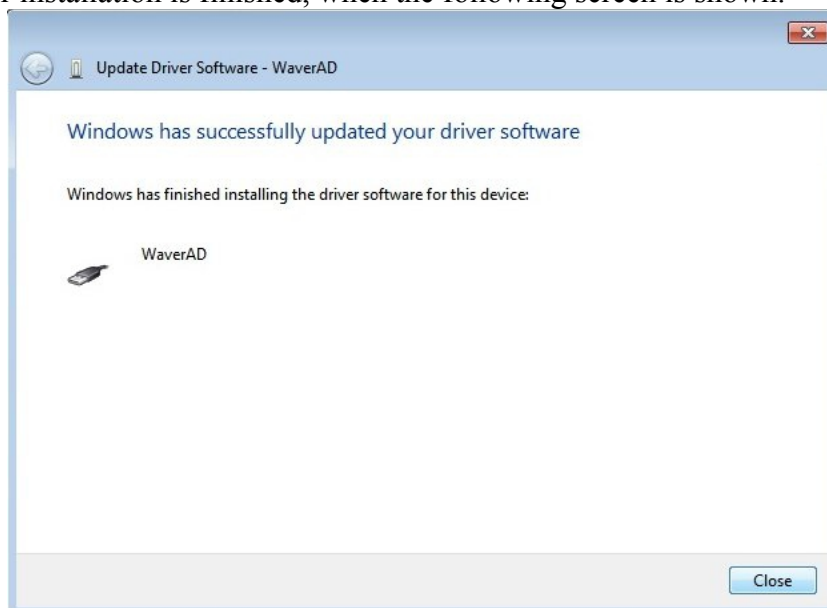 installation is finished, when the following screen is shown.
Update Driver Software - WaverAD
Windows has successfully updated your driver software
Windows has finished installing the driver software for this device:
WaverAD
Close